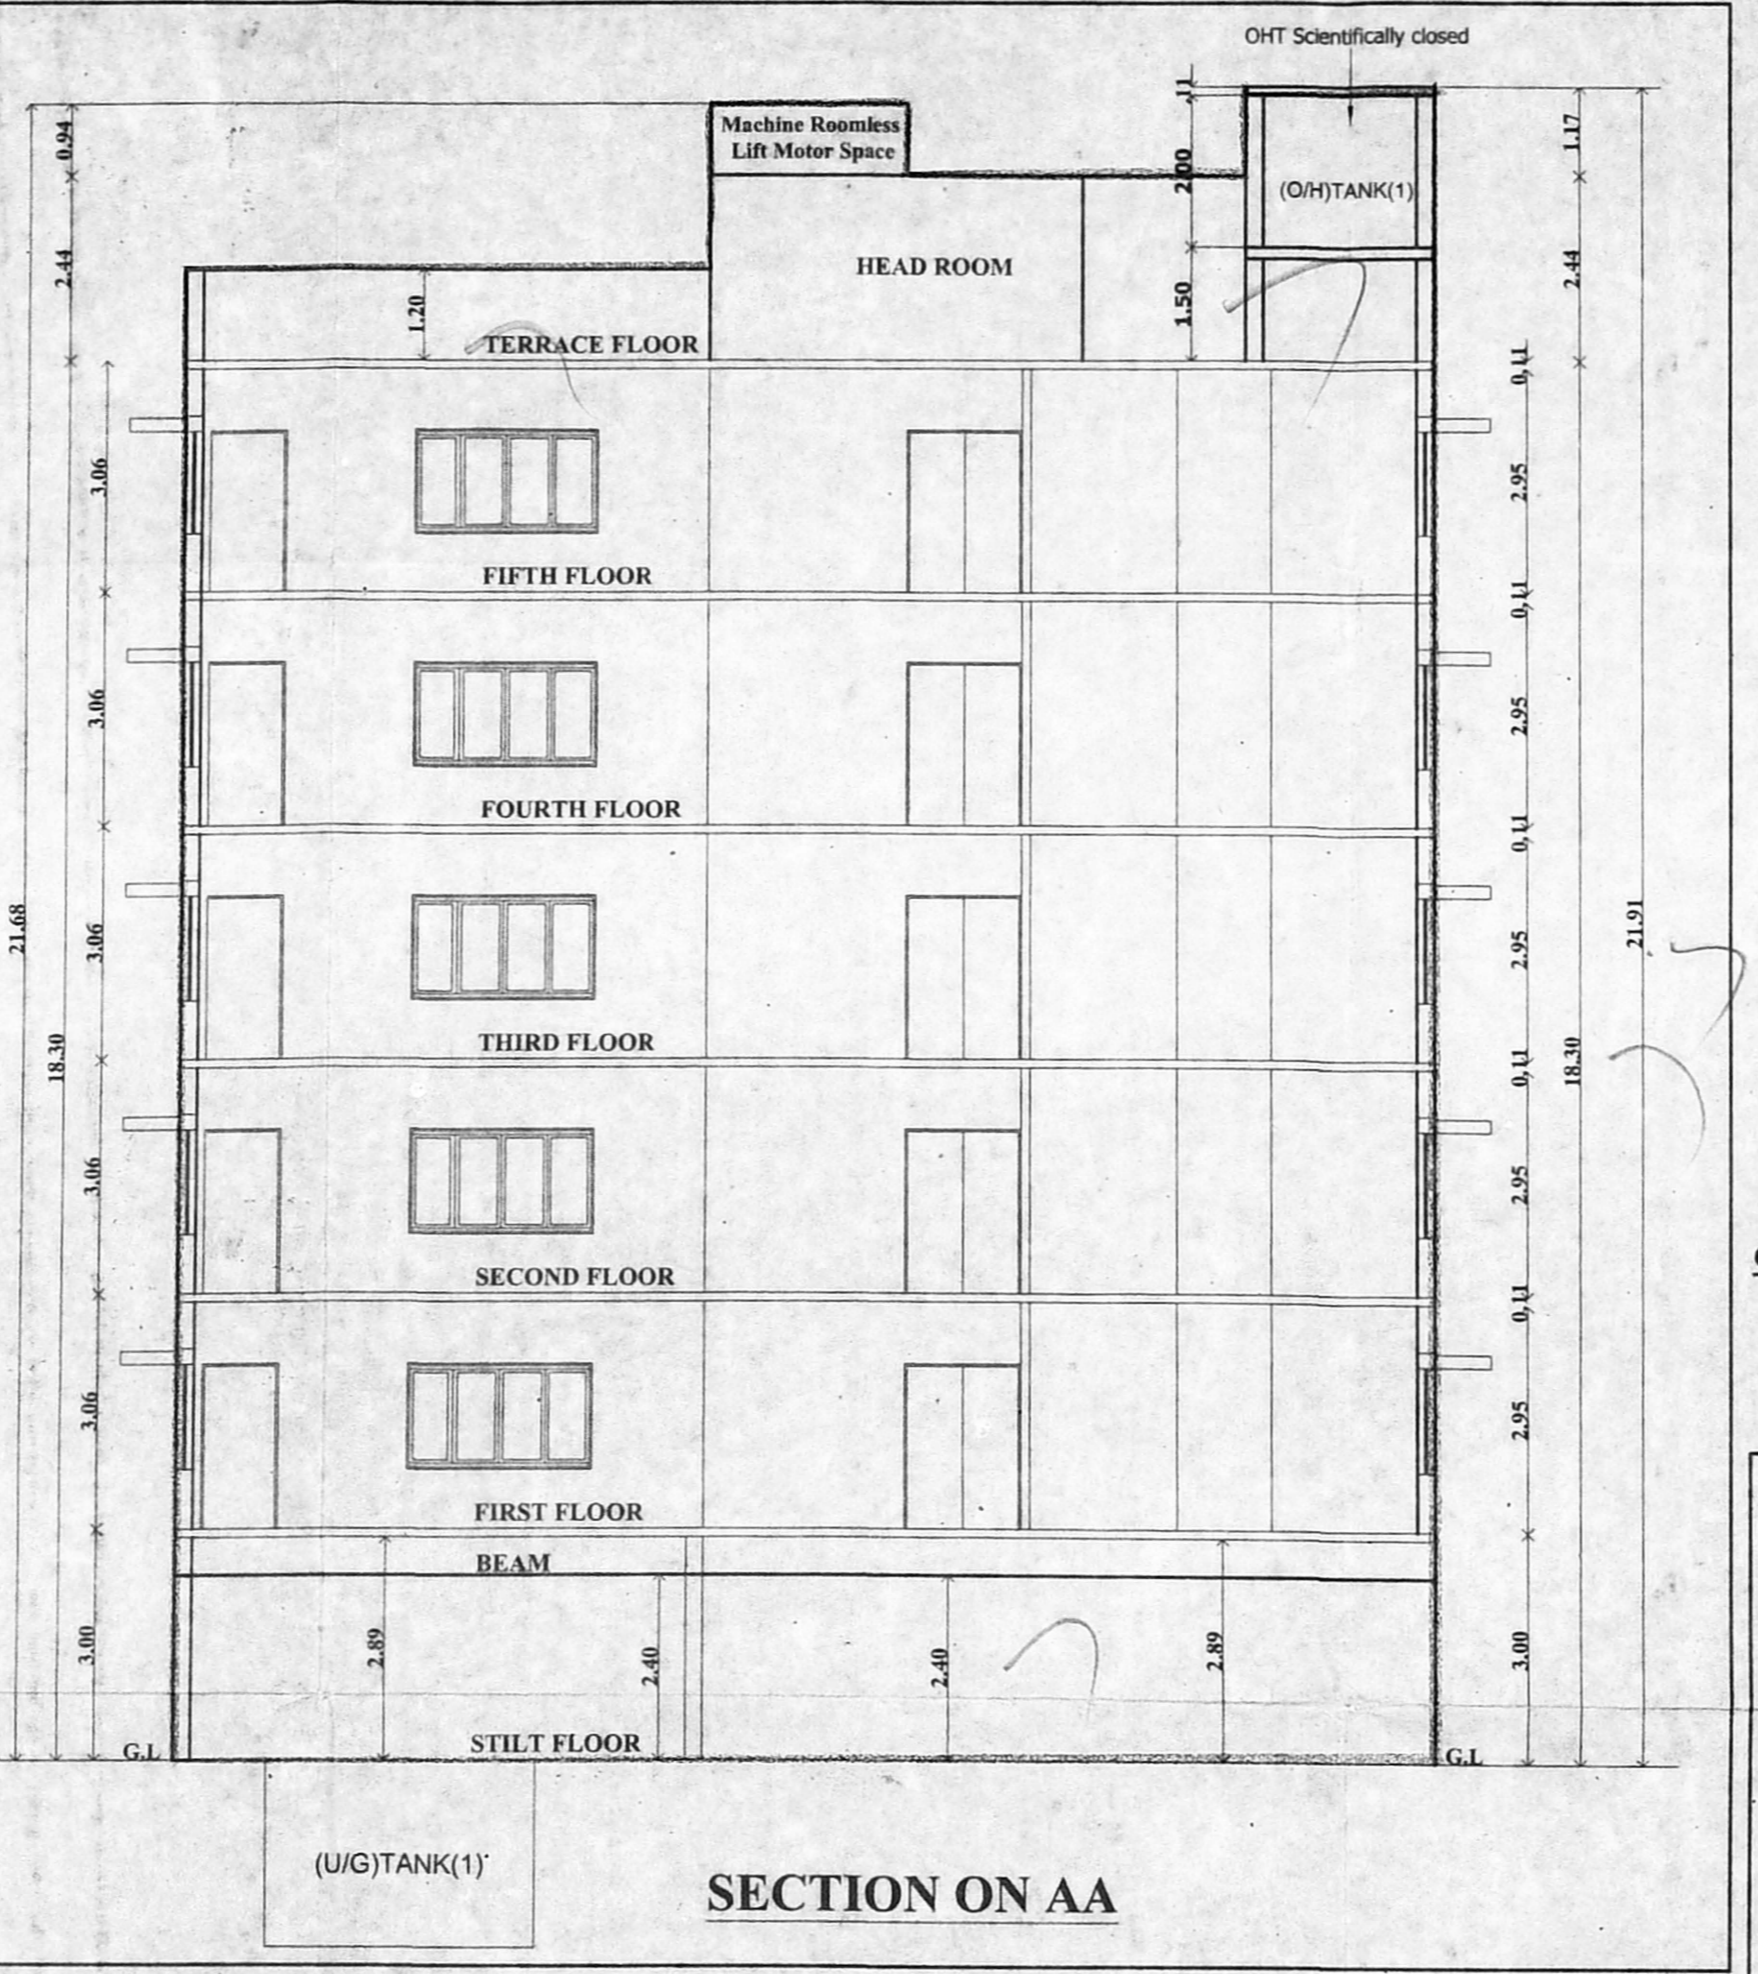 OHT Scientifically closed
.11
0.94
Machine Roomless
Lift Motor Space
1.17
2.00
(O/H)TANK(1)
2.44
HEAD ROOM
2.44
1.20
1.50
TERRACE FLOOR
0,11
3.06
2.95
FIFTH FLOOR
0,11
3.06
2.95
FOURTH FLOOR
0,11
21.68
3.06
2.95
21.91
THIRD FLOOR
0,11
18.30
18.30
3.06
2.95
SECOND FLOOR
0,11
3.06
2.95
FIRST FLOOR
BEAM
3.00
2.89
2.40
2.40
2.89
3.00
STILT FLOOR
G.L
G.L
(U/G)TANK(1)
SECTION ON AA